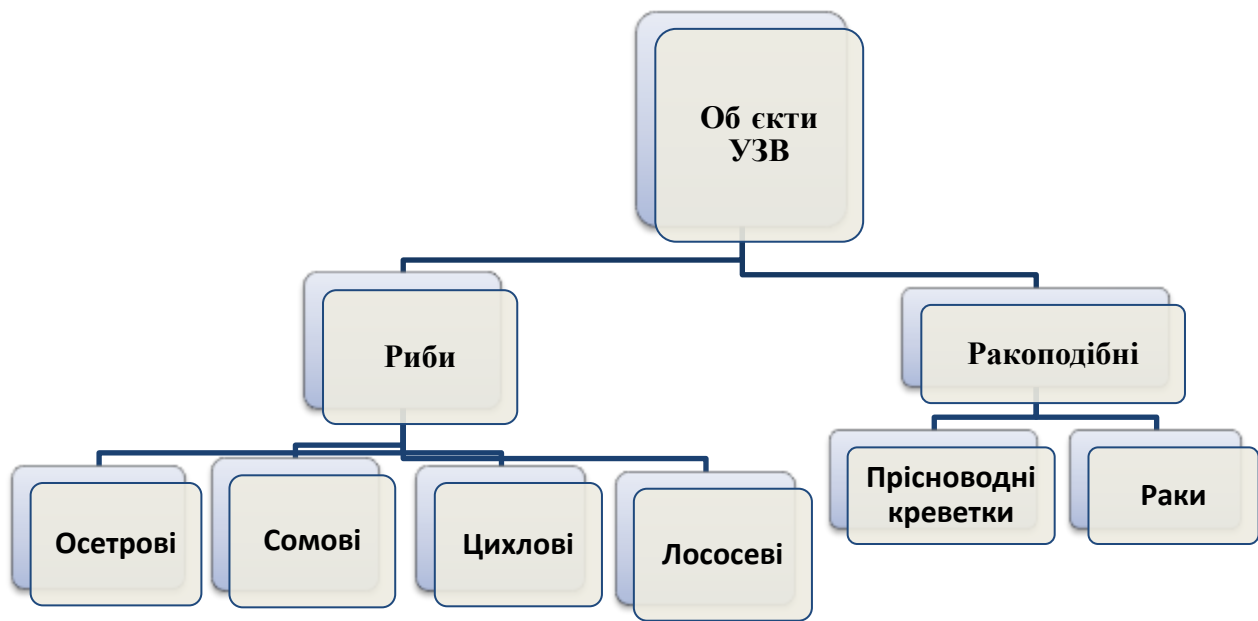 Об єкти
УЗВ
Риби
Ракоподібні
Осетрові
Сомові
Цихлові
Лососеві
Прісноводні
креветки
Раки